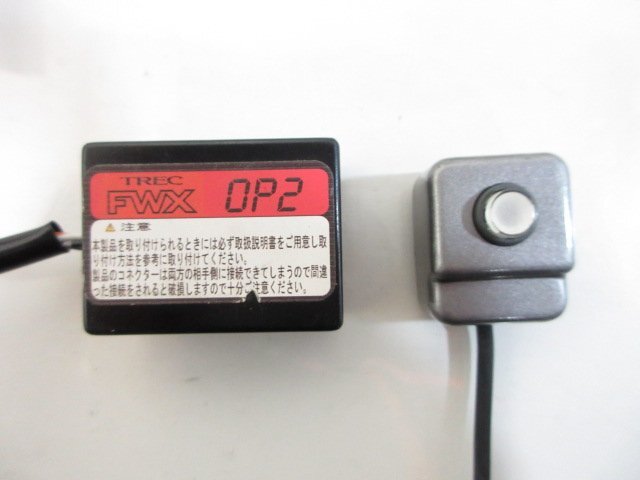 TREC
FWX OP2
⚠ 注意
本製品を取り付けられるときには必ず取扱説明書をご用意し取
り付け方法を参考に取り付けてください。
製品のコネクターは両方の相手側に接続できてしまうので間違
った接続をされると破損しますので十分ご注意ください。